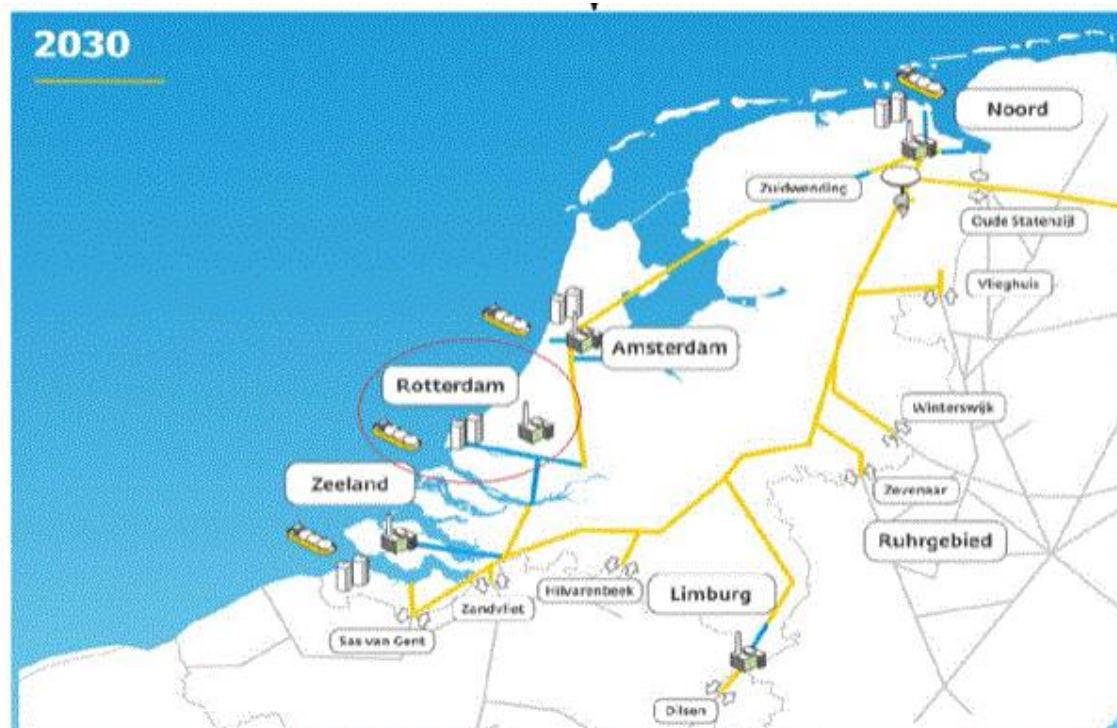 2030
Noord
Zuidwending
Oude Statenzijl
Vlieghuis
Amsterdam
Rotterdam
Winterswijk
Zeeland
Zevenaar
Ruhrgebied
Hilvarenbeek
Limburg
Zandvliet
Sas van Gent
Dilsen